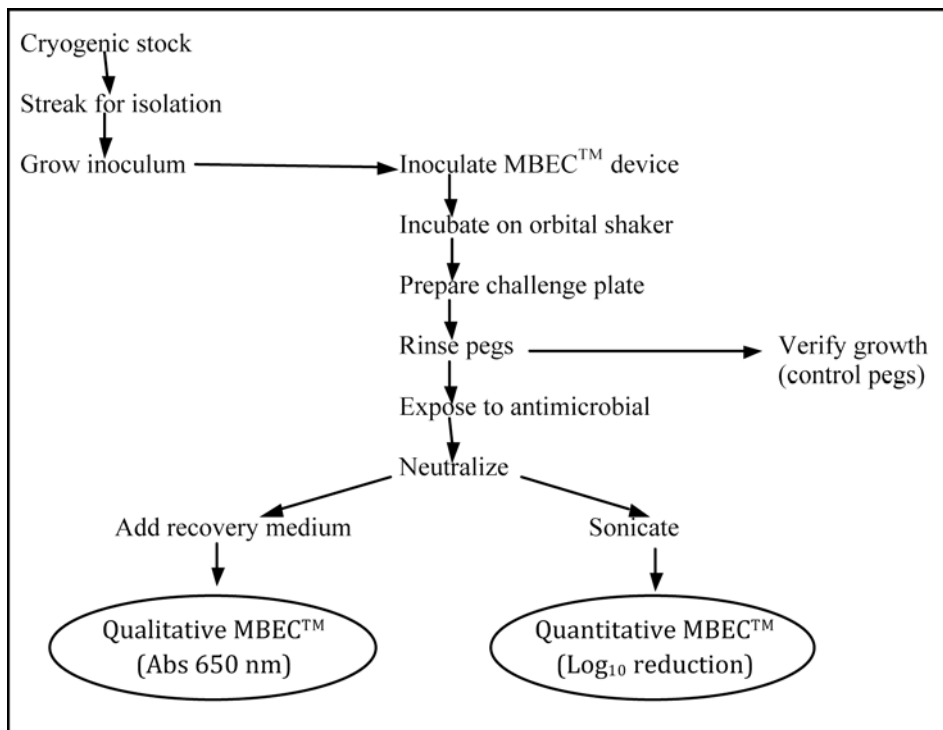 Cryogenic stock
Streak for isolation
Grow inoculum
Inoculate MBEC™ device
Incubate on orbital shaker
Prepare challenge plate
Rinse pegs
Verify growth
(control pegs)
Expose to antimicrobial
Neutralize
Add recovery medium
Sonicate
Qualitative MBEC™
(Abs 650 nm)
Quantitative MBEC™
(Log₁₀ reduction)